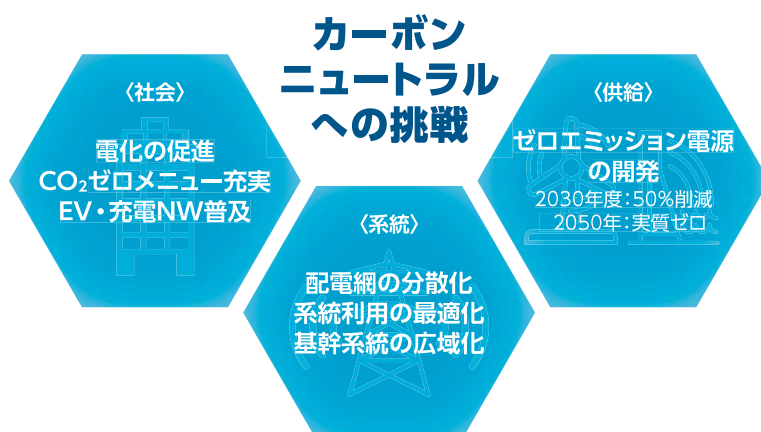 カーボン
ニュートラル
への挑戦
〈社会〉
電化の促進
CO₂ゼロメニュー充実
EV・充電NW普及
〈系統〉
配電網の分散化
系統利用の最適化
基幹系統の広域化
〈供給〉
ゼロエミッション電源
の開発
2030年度：50%削減
2050年：実質ゼロ